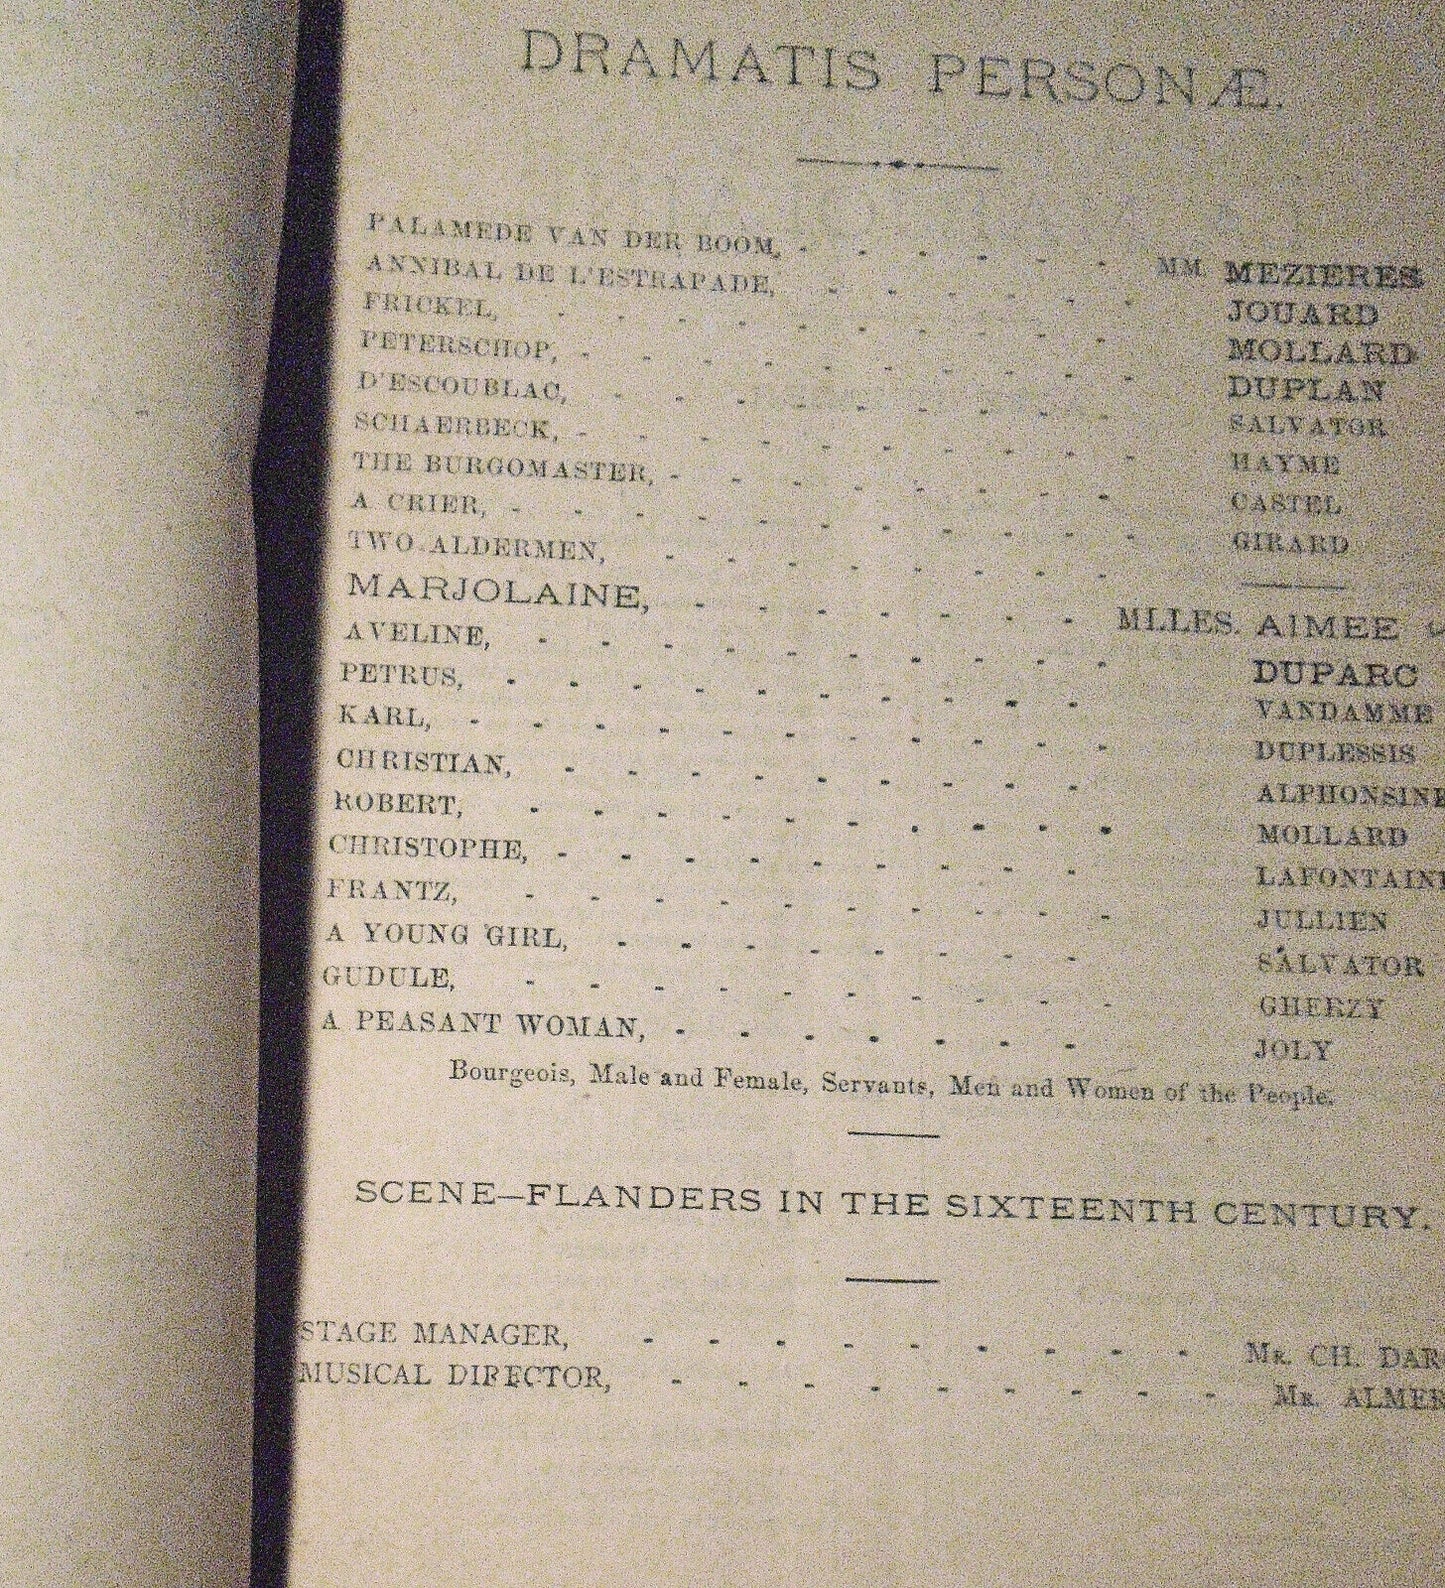 DRAMATIS PERSONÆ.
PALAMEDE VAN DER BOOM, - - - - - - MM. MEZIERES
ANNIBAL DE L'ESTRAPADE, - - - - - - JOUARD
FRICKEL, - - - - - - - - - - MOLLARD
PETERSCHOP, - - - - - - - - - - DUPLAN
D'ESCOUBLAC, - - - - - - - - - SALVATOR
SCHAERBECK, - - - - - - - - - - HAYME
THE BURGOMASTER, - - - - - - - - CASTEL
A CRIER, - - - - - - - - - - - GIRARD
TWO ALDERMEN, - - - - - - - -
MARJOLAINE, - - - - - - - MLLES. AIMEE
AVELINE, - - - - - - - - - - DUPARC
PETRUS, - - - - - - - - - - VANDAMME
KARL, - - - - - - - - - - - DUPLESSIS
CHRISTIAN, - - - - - - - - - ALPHONSINE
ROBERT, - - - - - - - - - - MOLLARD
CHRISTOPHE, - - - - - - - - - LAFONTAINE
FRANTZ, - - - - - - - - - - JULLIEN
A YOUNG GIRL, - - - - - - - - SALVATOR
GUDULE, - - - - - - - - - - GHERZY
A PEASANT WOMAN, - - - - - - - JOLY
Bourgeois, Male and Female, Servants, Men and Women of the People.
SCENE—FLANDERS IN THE SIXTEENTH CENTURY.
STAGE MANAGER, - - - - - - - - - MR. CH. DAR
MUSICAL DIRECTOR, - - - - - - - - - MR. ALMER